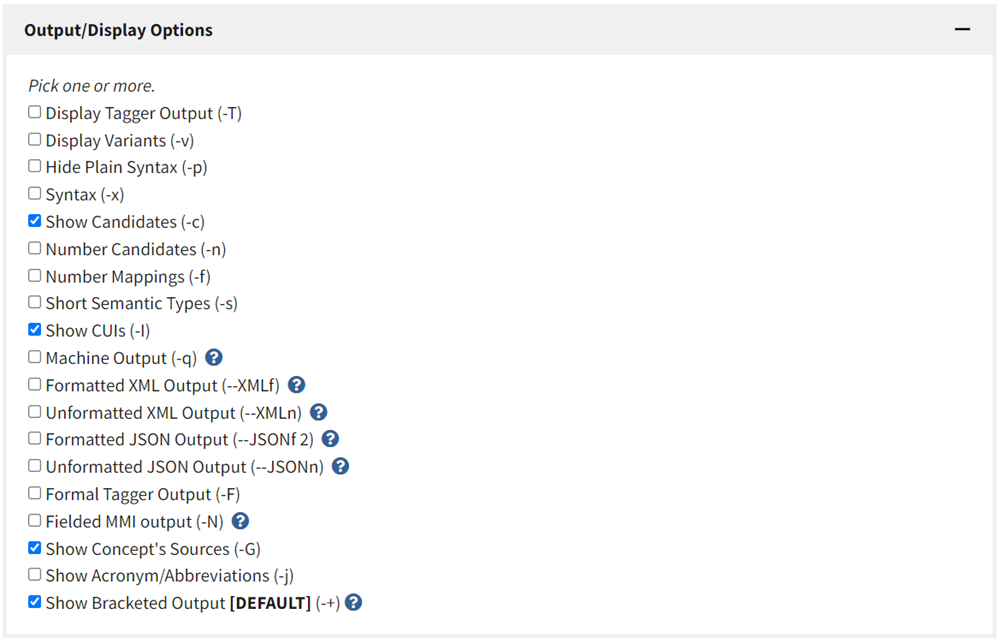 Output/Display Options
Pick one or more.
Display Tagger Output (-T)
Display Variants (-v)
Hide Plain Syntax (-p)
Syntax (-x)
Show Candidates (-c)
Number Candidates (-n)
Number Mappings (-f)
Short Semantic Types (-s)
Show CUIs (-I)
Machine Output (-q) ?
Formatted XML Output (--XMLf) ?
Unformatted XML Output (--XMLn) ?
Formatted JSON Output (--JSONf 2) ?
Unformatted JSON Output (--JSONn) ?
Formal Tagger Output (-F)
Fielded MMI output (-N) ?
Show Concept's Sources (-G)
Show Acronym/Abbreviations (-j)
Show Bracketed Output [DEFAULT] (-+) ?